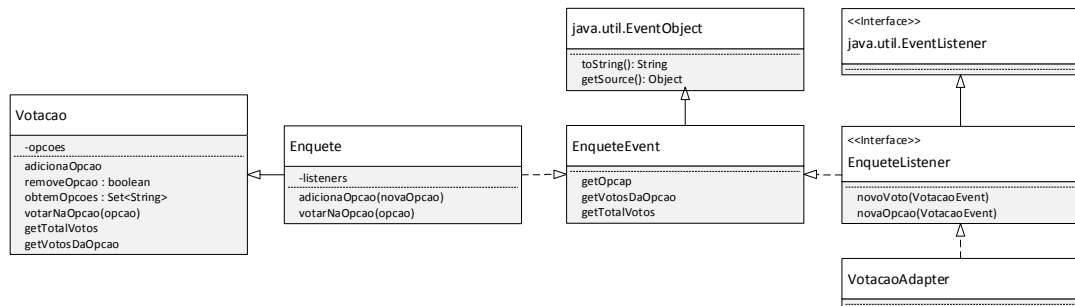 Votacao
-opcoes
adicionaOpcao
removeOpcao : boolean
obtemOpcoes : Set<String>
votarNaOpcao(opcao)
getTotalVotos
getVotosDaOpcao
Enquete
-listeners
adicionaOpcao(novaOpcao)
votarNaOpcao(opcao)
java.util.EventObject
toString(): String
getSource(): Object
EnqueteEvent
getOpcap
getVotosDaOpcao
getTotalVotos
<<Interface>>
java.util.EventListener
<<Interface>>
EnqueteListener
novoVoto(VotacaoEvent)
novaOpcao(VotacaoEvent)
VotacaoAdapter